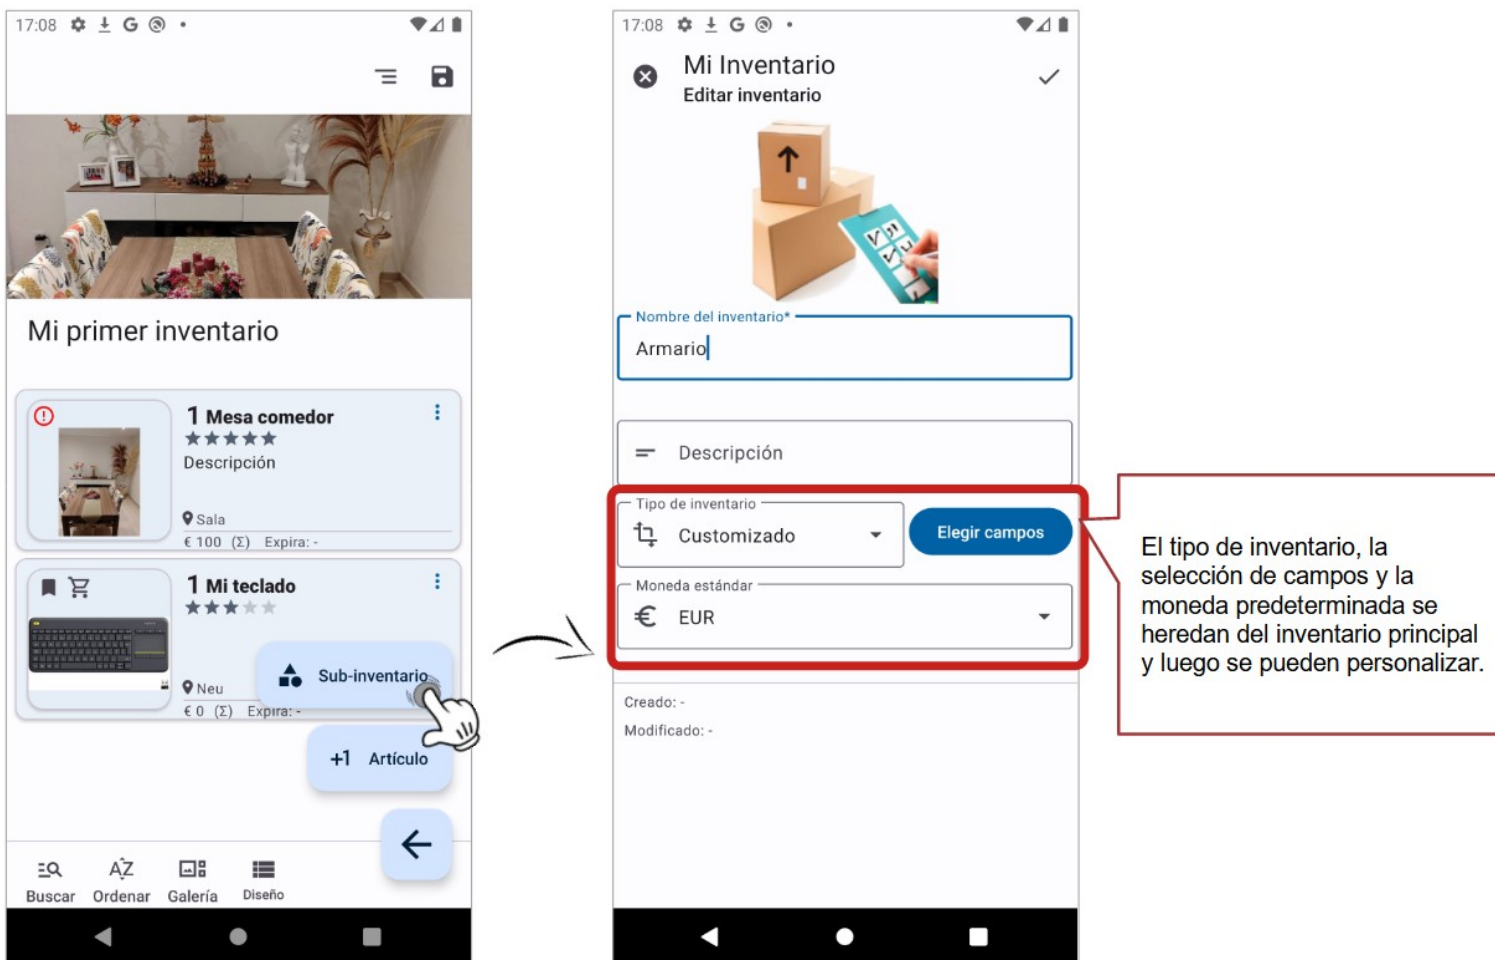 17:08
Mi primer inventario
1 Mesa comedor
Descripción
Sala
€ 100 (Σ) Expira: -
1 Mi teclado
Neu
€ 0 (Σ) Expira: -
Sub-inventario
+1 Artículo
Buscar Ordenar Galería Diseño
17:08
Mi Inventario
Editar inventario
Nombre del inventario*
Armario
Descripción
Tipo de inventario
Customizado
Elegir campos
Moneda estándar
€ EUR
Creado: -
Modificado: -
El tipo de inventario, la
selección de campos y la
moneda predeterminada se
heredan del inventario principal
y luego se pueden personalizar.